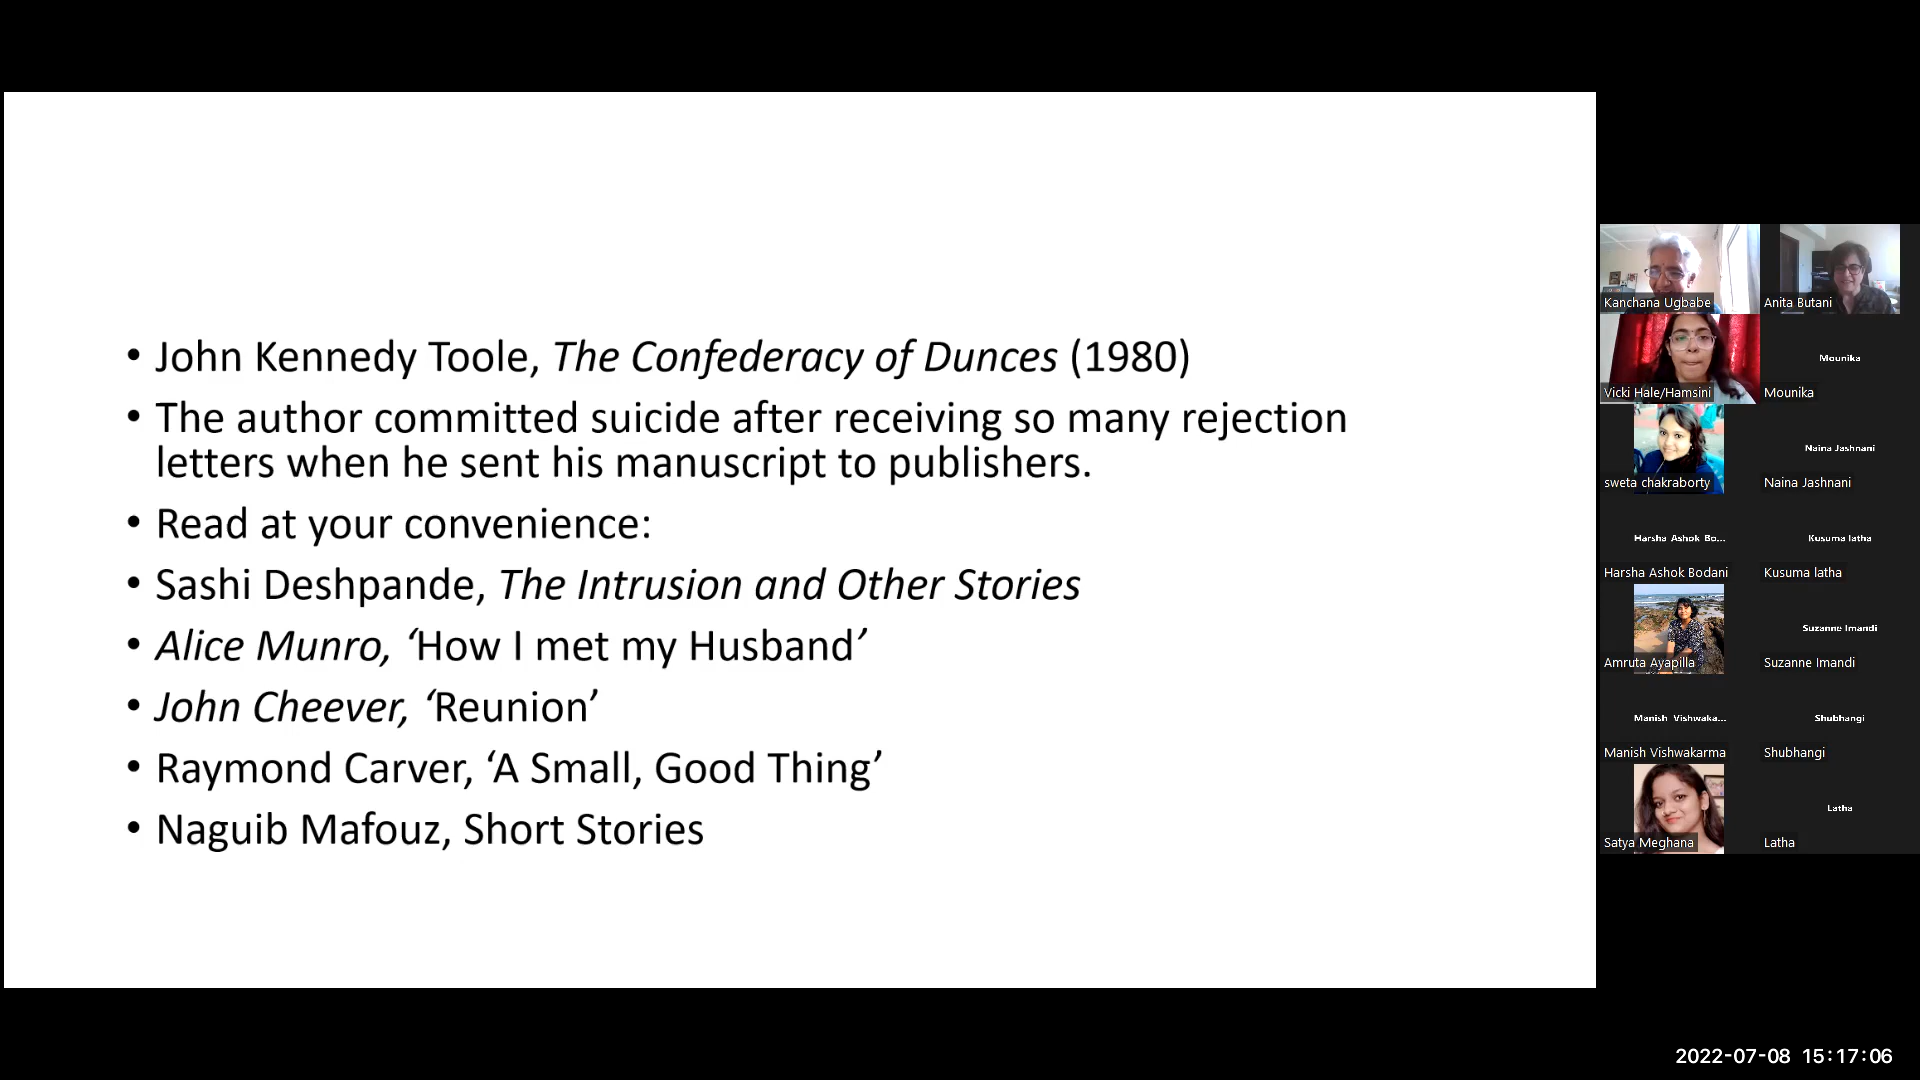 • John Kennedy Toole, The Confederacy of Dunces (1980)
• The author committed suicide after receiving so many rejection
letters when he sent his manuscript to publishers.
• Read at your convenience:
• Sashi Deshpande, The Intrusion and Other Stories
• Alice Munro, ‘How I met my Husband’
• John Cheever, ‘Reunion’
• Raymond Carver, ‘A Small, Good Thing’
• Naguib Mafouz, Short Stories
Kanchana Ugbabe
Anita Butani
Vicki Hale/Hamsini
Mounika
Mounika
sweta chakraborty
Naina Jashnani
Naina Jashnani
Harsha Ashok Bo...
Harsha Ashok Bodani
Kusuma latha
Kusuma latha
Amruta Ayapilla
Suzanne Imandi
Suzanne Imandi
Manish Vishwaka...
Manish Vishwakarma
Shubhangi
Shubhangi
Satya Meghana
Latha
Latha
2022-07-08 15:17:06